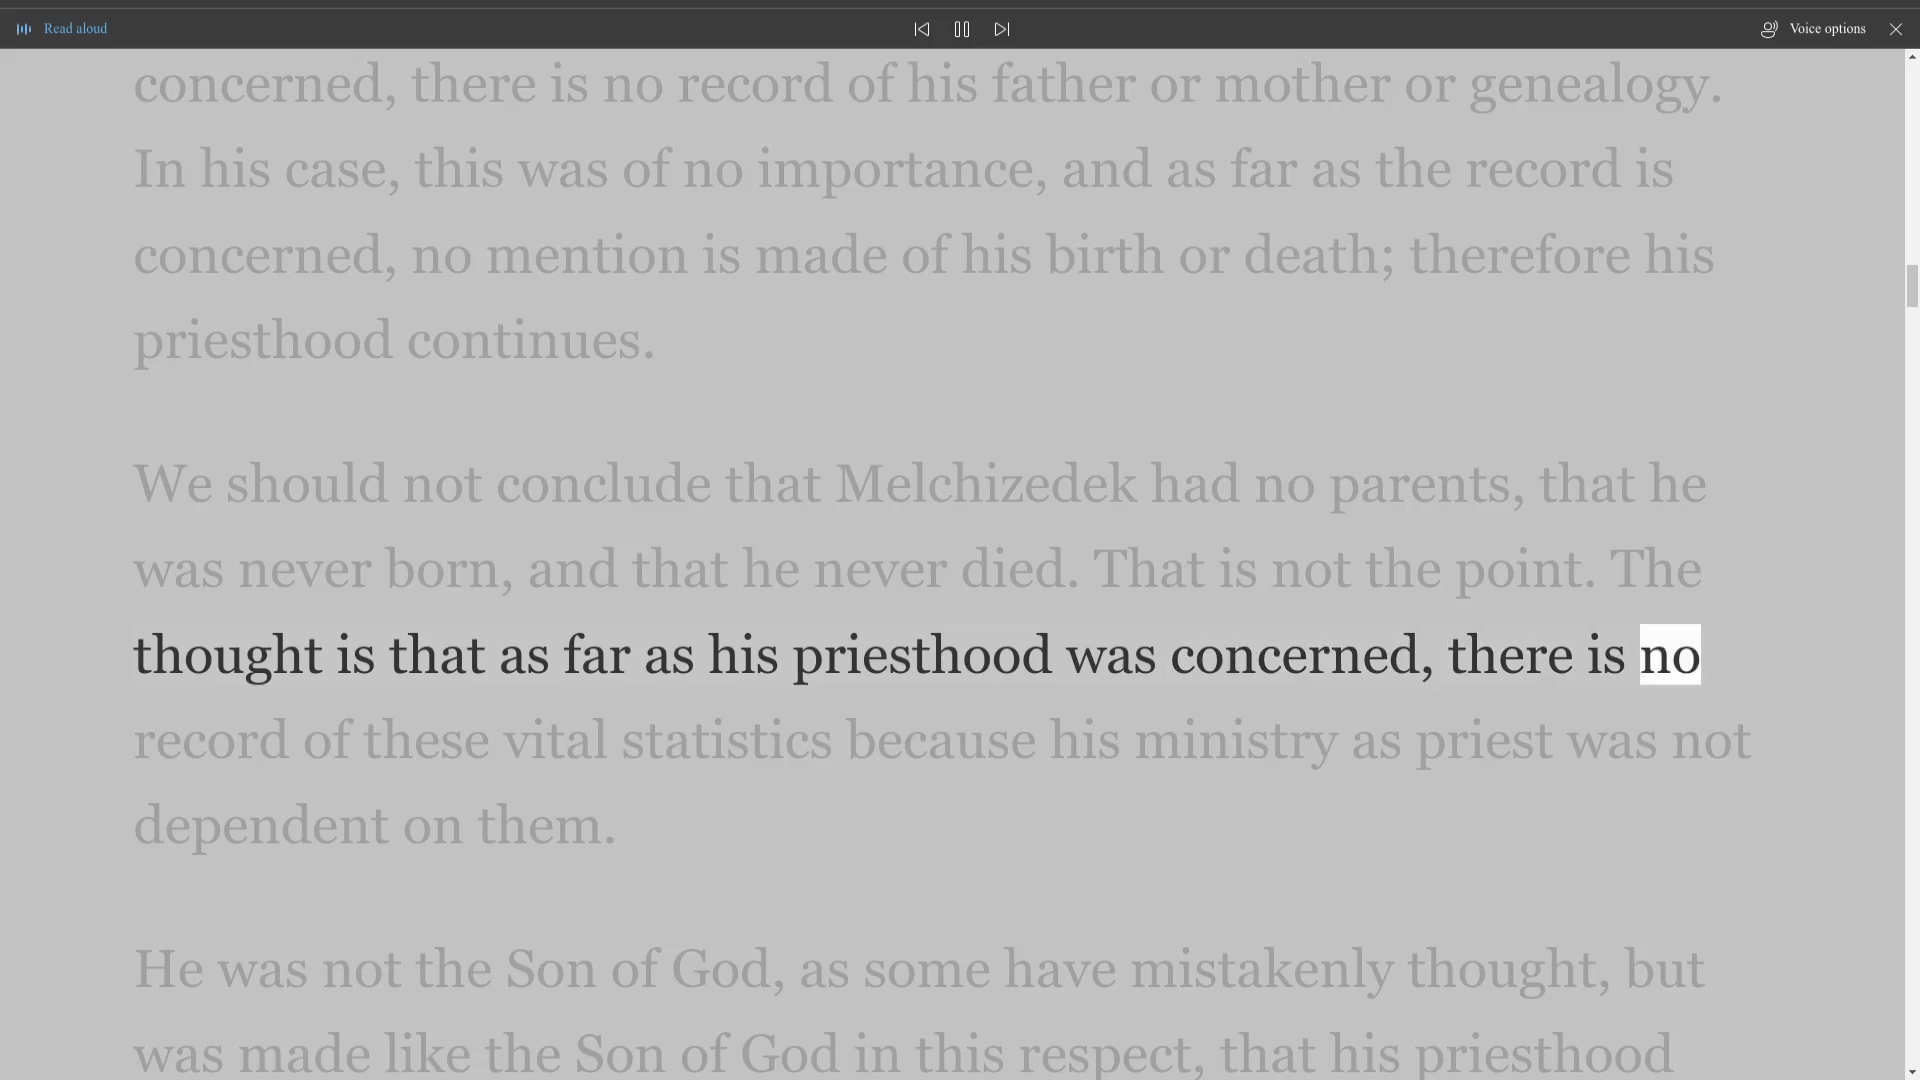 Read aloud
Voice options
concerned, there is no record of his father or mother or genealogy.
In his case, this was of no importance, and as far as the record is
concerned, no mention is made of his birth or death; therefore his
priesthood continues.
We should not conclude that Melchizedek had no parents, that he
was never born, and that he never died. That is not the point. The
thought is that as far as his priesthood was concerned, there is no
record of these vital statistics because his ministry as priest was not
dependent on them.
He was not the Son of God, as some have mistakenly thought, but
was made like the Son of God in this respect, that his priesthood